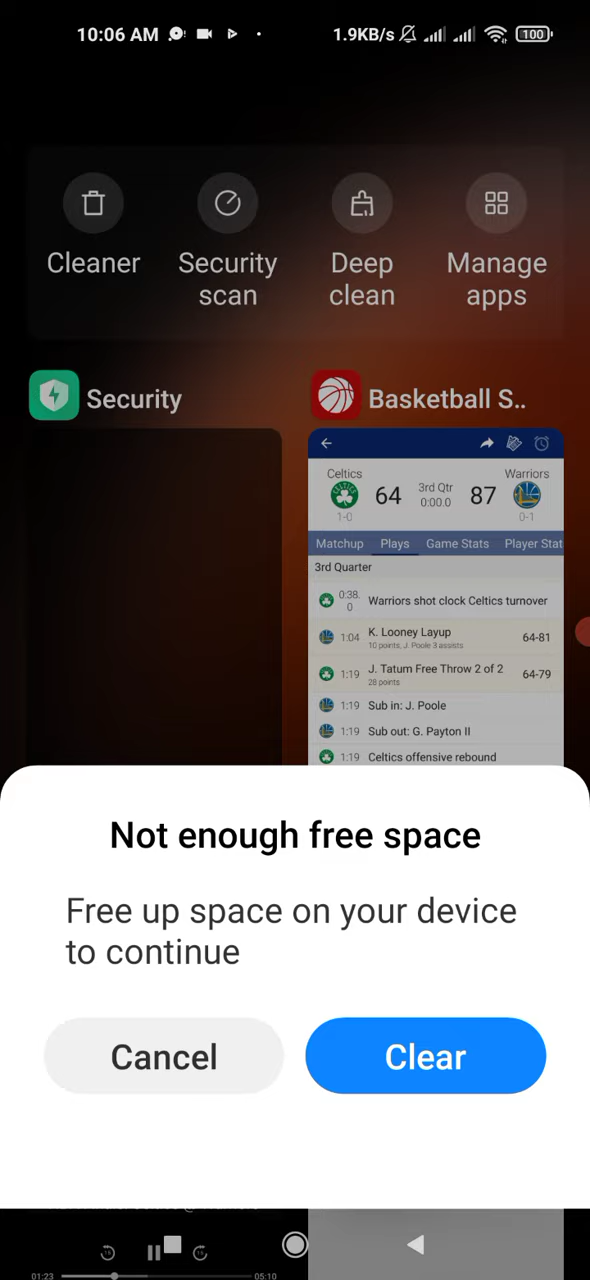 10:06 AM
1.9KB/s
100
Cleaner
Security scan
Deep clean
Manage apps
Security
Basketball S..
Celtics
64
3rd Qtr
0:00.0
87
Warriors
1-0
0-1
Matchup Plays Game Stats Player Stat
3rd Quarter
0:38.0 Warriors shot clock Celtics turnover
1:04 K. Looney Layup 64-81
10 points, J. Poole 3 assists
1:19 J. Tatum Free Throw 2 of 2 64-79
28 points
1:19 Sub in: J. Poole
1:19 Sub out: G. Payton II
1:19 Celtics offensive rebound
Not enough free space
Free up space on your device
to continue
Cancel
Clear
01:23
05:10